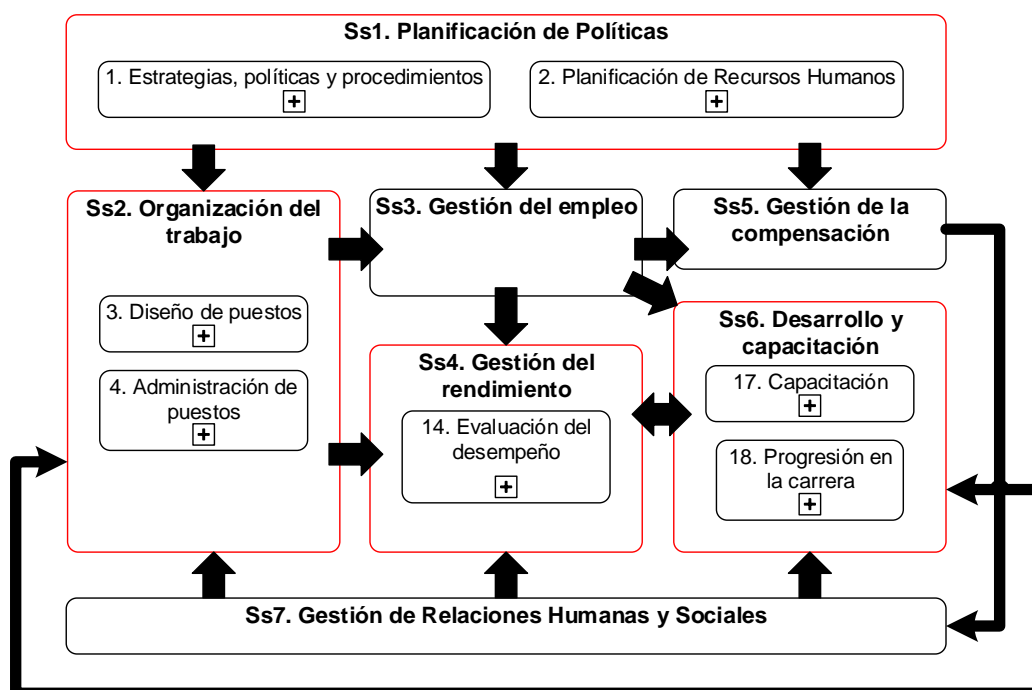 Ss1. Planificación de Políticas
1. Estrategias, políticas y procedimientos
2. Planificación de Recursos Humanos
Ss2. Organización del
trabajo
3. Diseño de puestos
4. Administración de
puestos
Ss3. Gestión del empleo
Ss5. Gestión de la
compensación
Ss4. Gestión del
rendimiento
14. Evaluación del
desempeño
Ss6. Desarrollo y
capacitación
17. Capacitación
18. Progresión en
la carrera
Ss7. Gestión de Relaciones Humanas y Sociales